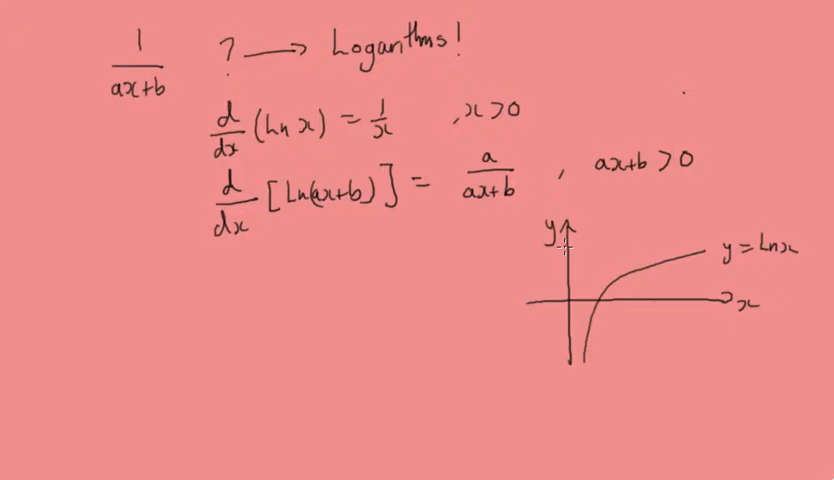 1/(ax+b) ? → Logarithms!
d/dx (Ln x) = 1/x , x > 0
d/dx [Ln(ax+b)] = a/(ax+b) , ax+b > 0
y
y = Ln x
x